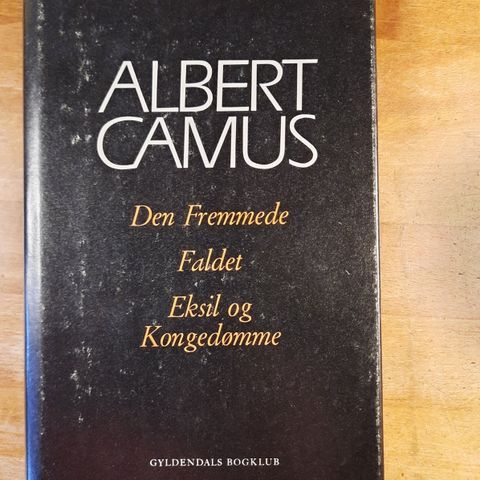 ALBERT
CAMUS
Den Fremmede
Faldet
Eksil og
Kongedømme
GYLDENDALS BOGKLUB